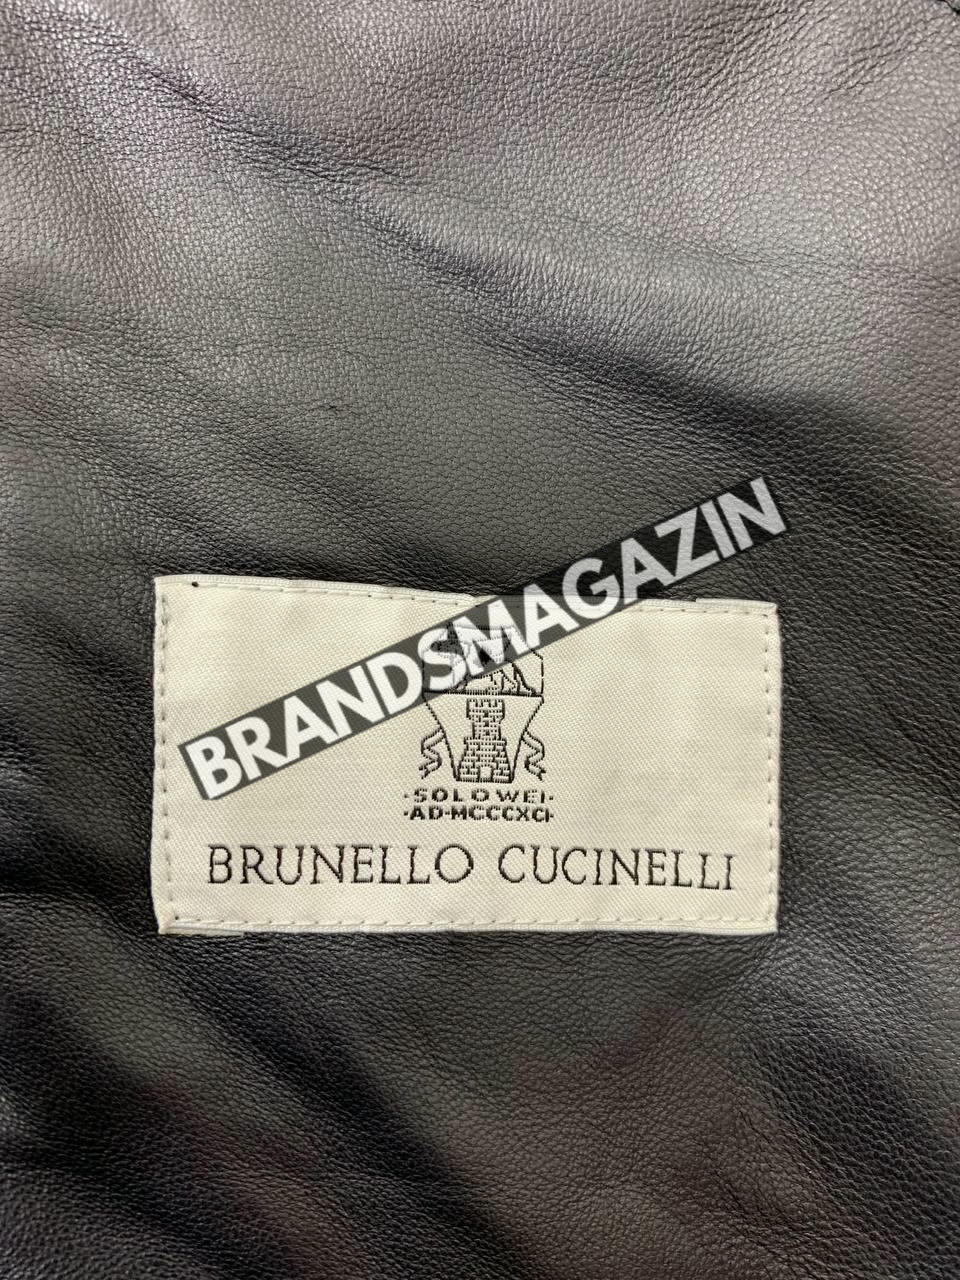 BRANDSMAGAZIN
·SOLOWEI·
·AD·MCCCXCI·
BRUNELLO CUCINELLI